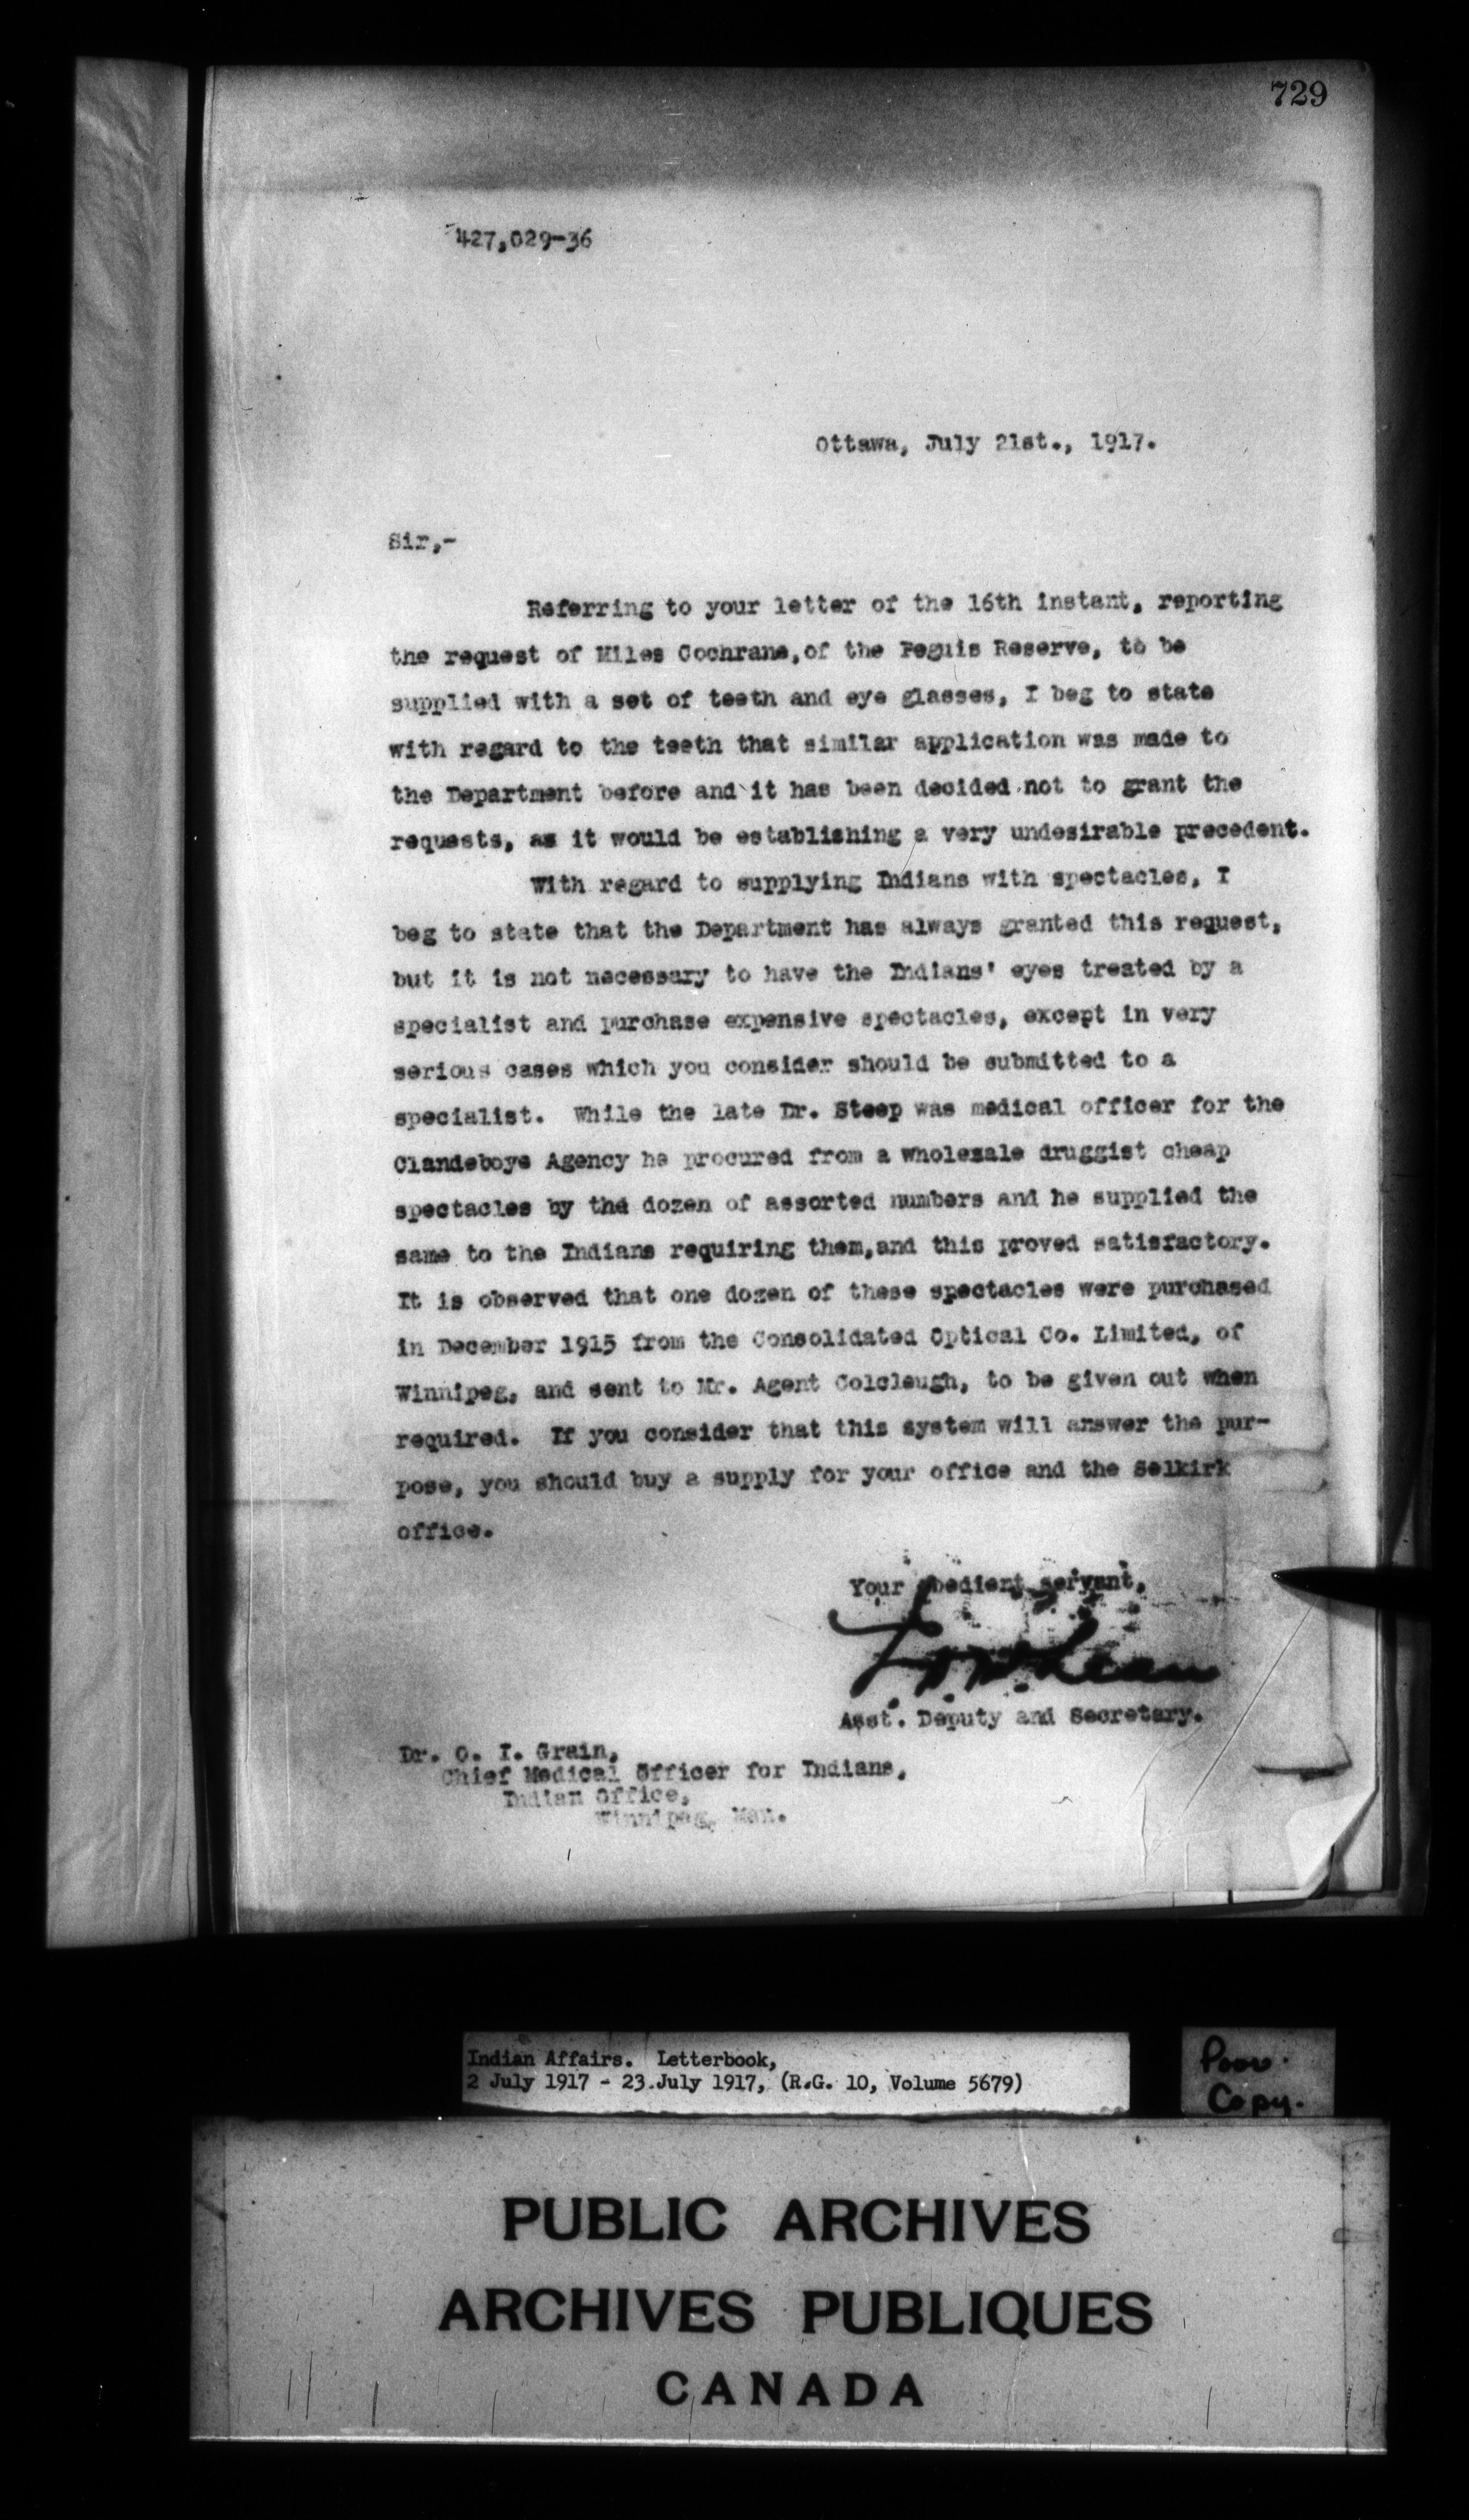 729
427,029-36
Ottawa, July 21st., 1917.
Sir,-
Referring to your letter of the 16th instant, reporting
the request of Miles Cochrane, of the Peguis Reserve, to be
supplied with a set of teeth and eye glasses, I beg to state
with regard to the teeth that similar application was made to
the Department before and it has been decided not to grant the
requests, as it would be establishing a very undesirable precedent.
With regard to supplying Indians with spectacles, I
beg to state that the Department has always granted this request,
but it is not necessary to have the Indians' eyes treated by a
specialist and purchase expensive spectacles, except in very
serious cases which you consider should be submitted to a
specialist. While the late Dr. Steep was medical officer for the
Clandeboye Agency he procured from a wholesale druggist cheap
spectacles by the dozen of assorted numbers and he supplied the
same to the Indians requiring them, and this proved satisfactory.
It is observed that one dozen of these spectacles were purchased
in December 1915 from the Consolidated Optical Co. Limited, of
Winnipeg, and sent to Mr. Agent Colcleugh, to be given out when
required. If you consider that this system will answer the pur-
pose, you should buy a supply for your office and the Selkirk
office.
Your obedient servant,
Asst. Deputy and Secretary.
Dr. O. I. Grain,
Chief Medical Officer for Indians,
Indian Office,
Winnipeg, Man.
Indian Affairs. Letterbook,
2 July 1917 - 23 July 1917, (R.G. 10, Volume 5679)
Poor
Copy.
PUBLIC ARCHIVES
ARCHIVES PUBLIQUES
CANADA